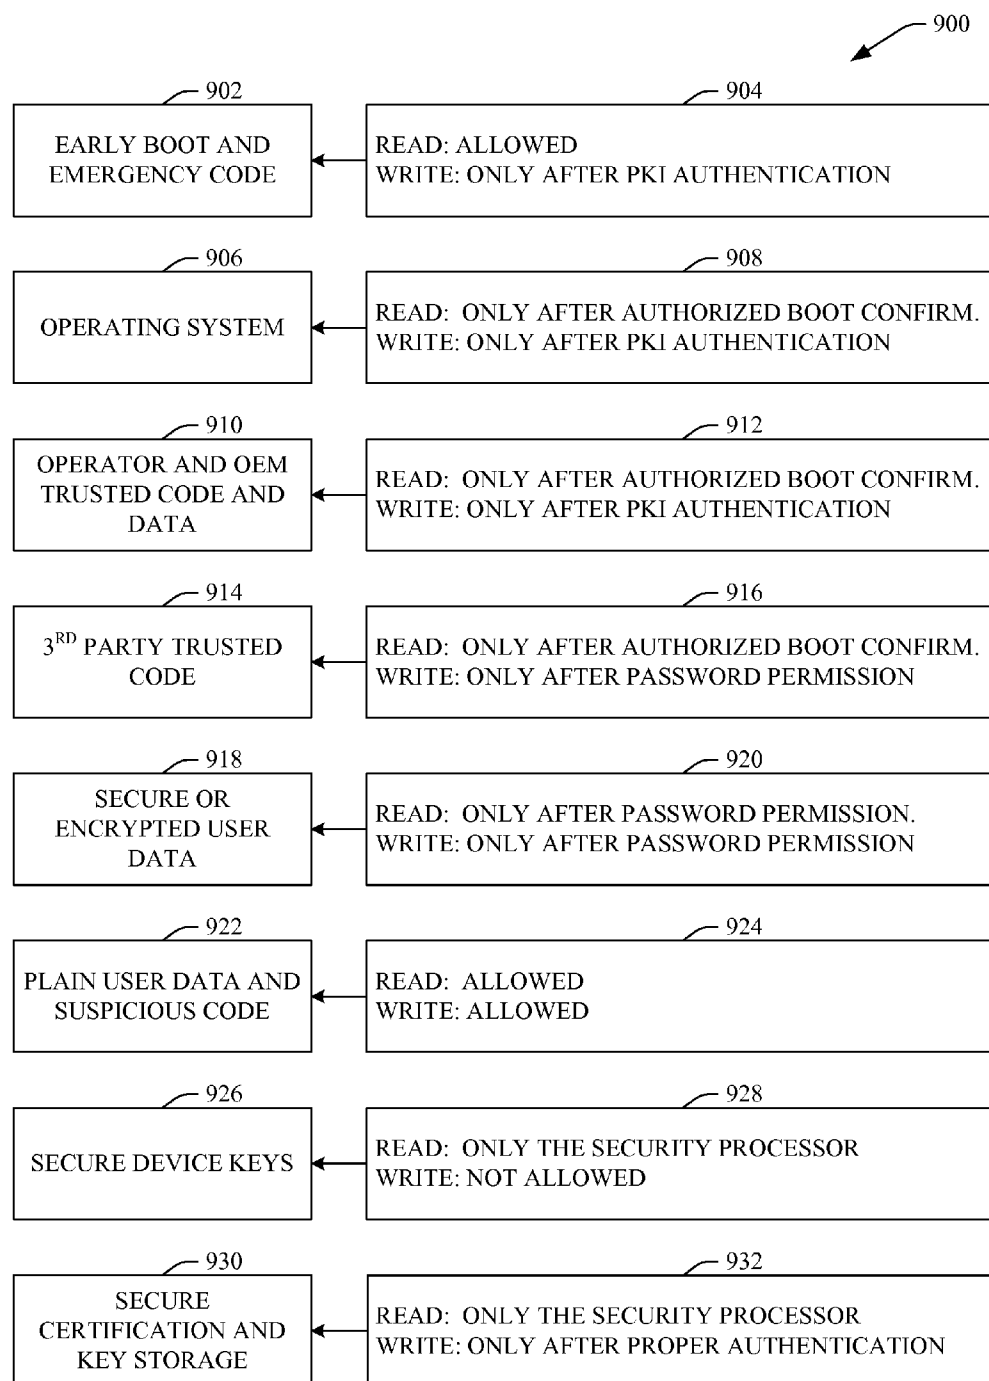 900
902
904
EARLY BOOT AND
EMERGENCY CODE
READ: ALLOWED
WRITE: ONLY AFTER PKI AUTHENTICATION
906
908
OPERATING SYSTEM
READ: ONLY AFTER AUTHORIZED BOOT CONFIRM.
WRITE: ONLY AFTER PKI AUTHENTICATION
910
912
OPERATOR AND OEM
TRUSTED CODE AND
DATA
READ: ONLY AFTER AUTHORIZED BOOT CONFIRM.
WRITE: ONLY AFTER PKI AUTHENTICATION
914
916
3RD PARTY TRUSTED
CODE
READ: ONLY AFTER AUTHORIZED BOOT CONFIRM.
WRITE: ONLY AFTER PASSWORD PERMISSION
918
920
SECURE OR
ENCRYPTED USER
DATA
READ: ONLY AFTER PASSWORD PERMISSION.
WRITE: ONLY AFTER PASSWORD PERMISSION
922
924
PLAIN USER DATA AND
SUSPICIOUS CODE
READ: ALLOWED
WRITE: ALLOWED
926
928
SECURE DEVICE KEYS
READ: ONLY THE SECURITY PROCESSOR
WRITE: NOT ALLOWED
930
932
SECURE
CERTIFICATION AND
KEY STORAGE
READ: ONLY THE SECURITY PROCESSOR
WRITE: ONLY AFTER PROPER AUTHENTICATION